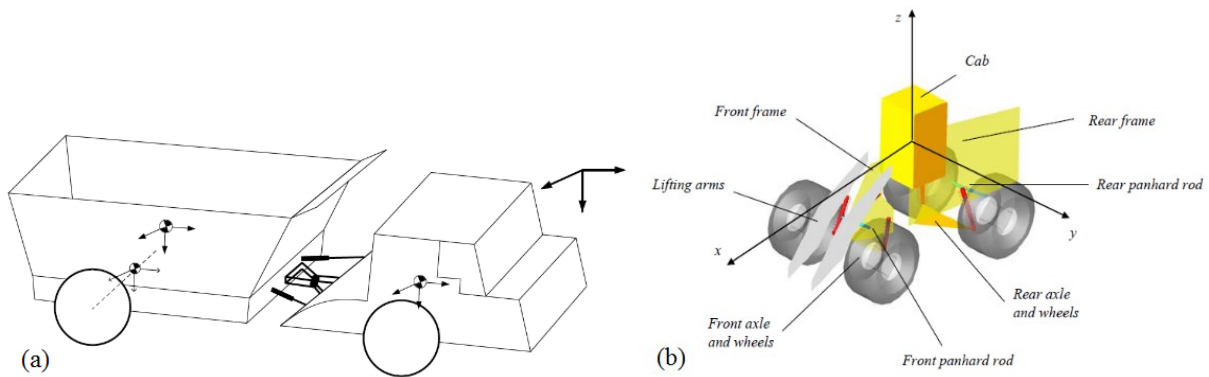 z
Cab
Front frame
Rear frame
Lifting arms
Rear panhard rod
x
y
Rear axle
and wheels
Front axle
and wheels
Front panhard rod
(a)
(b)